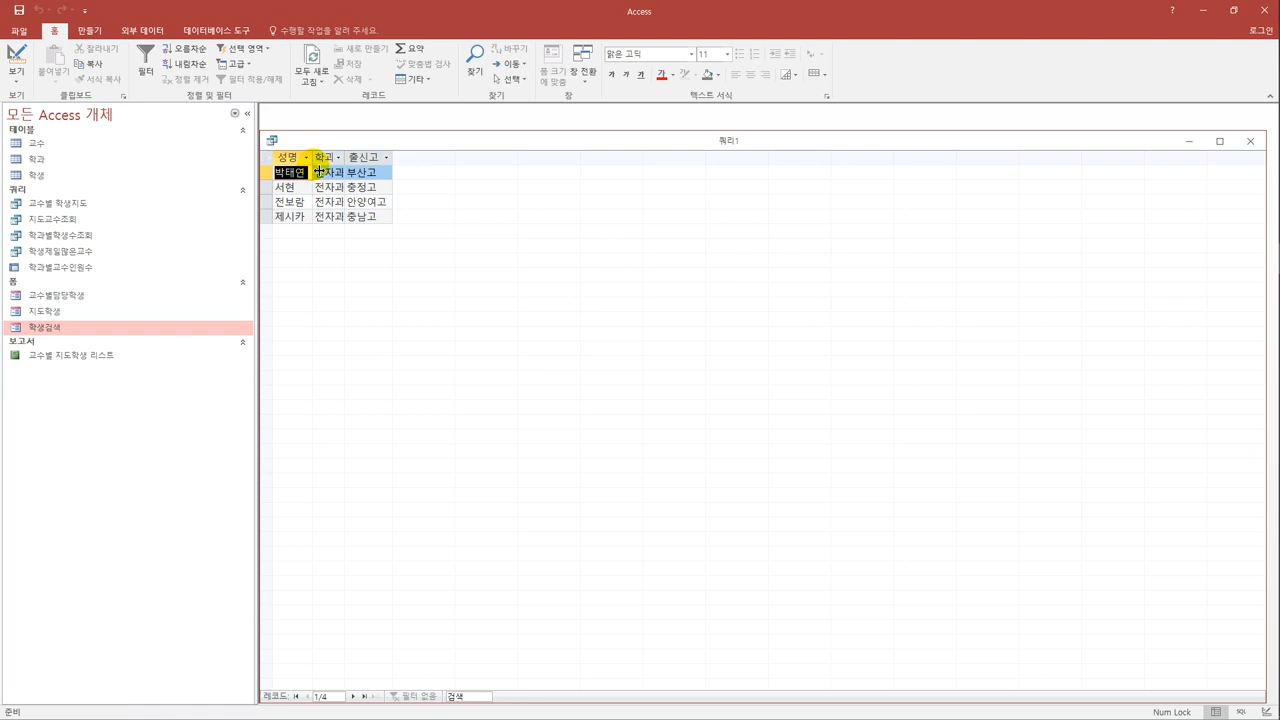 Access
?
파일 홈 만들기 외부 데이터 데이터베이스 도구 수행할 작업을 알려 주세요. 로그인
보기
보기
붙여넣기
잘라내기
복사
서식 복사
클립보드
필터
오름차순
내림차순
정렬 제거
선택 영역
고급
필터 적용/해제
정렬 및 필터
모두 새로 고침
새로 만들기
저장
삭제
요약
맞춤법 검사
기타
레코드
찾기
바꾸기
이동
선택
찾기
폼 크기에 맞춤
창 전환
창
맑은 고딕 11
가 가 가 가
텍스트 서식
모든 Access 개체
테이블
교수
학과
학생
쿼리
교수별 학생지도
지도교수조회
학과별학생수조회
학생제일많은교수
학과별교수인원수
폼
교수별담당학생
지도학생
학생검색
보고서
교수별 지도학생 리스트
쿼리1
성명 학과 출신고
박태연 전자과 부산고
서현 전자과 충정고
전보람 전자과 안양여고
제시카 전자과 충남고
레코드: 1/4 필터 없음 검색
준비 Num Lock SQL